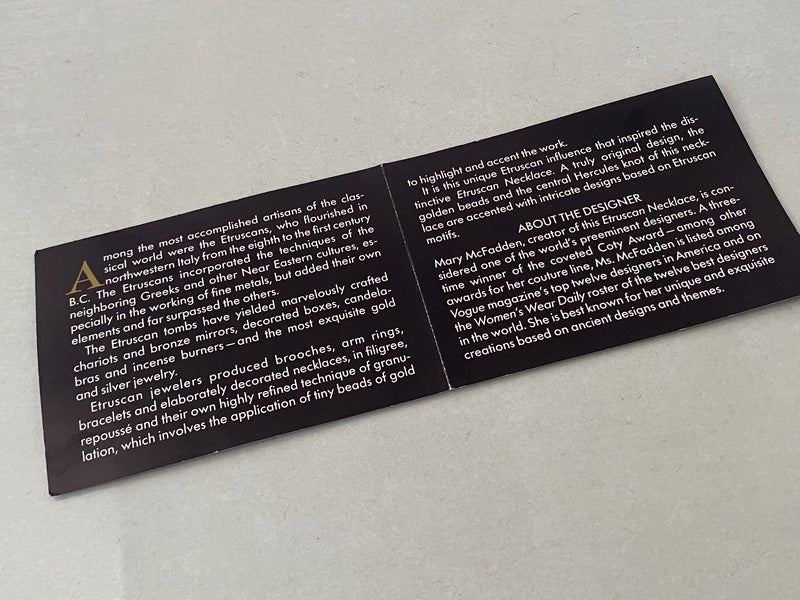 Among the most accomplished artisans of the clas-
sical world were the Etruscans, who flourished in
northwestern Italy from the eighth to the first century
B.C. The Etruscans incorporated the techniques of the
neighboring Greeks and other Near Eastern cultures, es-
pecially in the working of fine metals, but added their own
elements and far surpassed the others.
The Etruscan tombs have yielded marvelously crafted
chariots and bronze mirrors, decorated boxes, candela-
bras and incense burners—and the most exquisite gold
and silver jewelry.
Etruscan jewelers produced brooches, arm rings,
bracelets and elaborately decorated necklaces, in filigree,
repoussé and their own highly refined technique of granu-
lation, which involves the application of tiny beads of gold
to highlight and accent the work.
It is this unique Etruscan influence that inspired the dis-
tinctive Etruscan Necklace. A truly original design, the
golden beads and the central Hercules knot of this neck-
lace are accented with intricate designs based on Etruscan
motifs.
ABOUT THE DESIGNER
Mary McFadden, creator of this Etruscan Necklace, is con-
sidered one of the world's preeminent designers. A three-
time winner of the coveted Coty Award—among other
awards for her couture line, Ms. McFadden is listed among
Vogue magazine's top twelve designers in America and on
the Women's Wear Daily roster of the twelve best designers
in the world. She is best known for her unique and exquisite
creations based on ancient designs and themes.